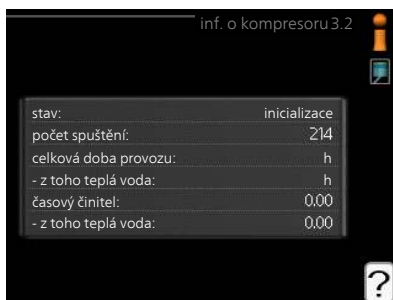 inf. o kompresoru 3.2
stav: inicializace
počet spuštění: 214
celková doba provozu: h
- z toho teplá voda: h
časový činitel: 0.00
- z toho teplá voda: 0.00
?